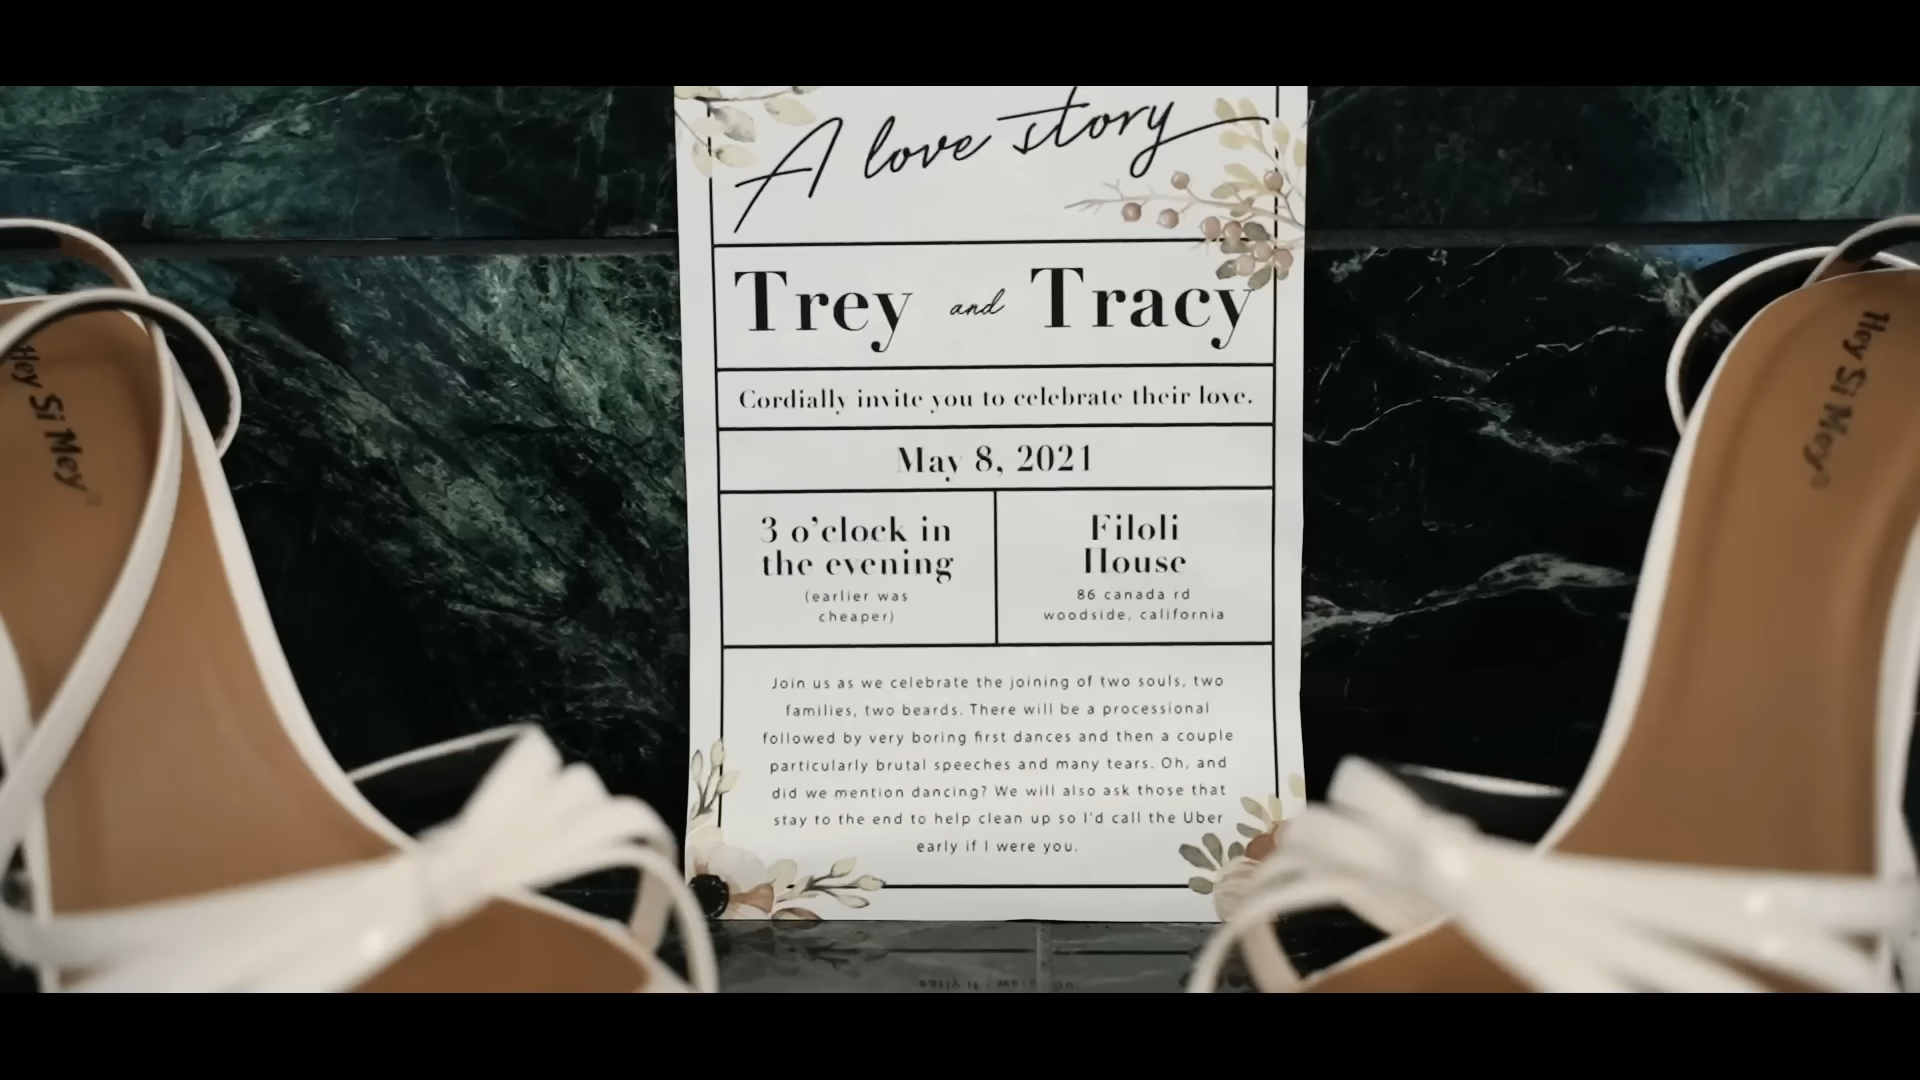 A love story
Trey and Tracy
Cordially invite you to celebrate their love.
May 8, 2021
3 o'clock in
the evening
(earlier was
cheaper)
Filoli
House
86 canada rd
woodside, california
Join us as we celebrate the joining of two souls, two
families, two beards. There will be a processional
followed by very boring first dances and then a couple
particularly brutal speeches and many tears. Oh, and
did we mention dancing? We will also ask those that
stay to the end to help clean up so I'd call the Uber
early if I were you.
Hey Si Mey
Hey Si Mey